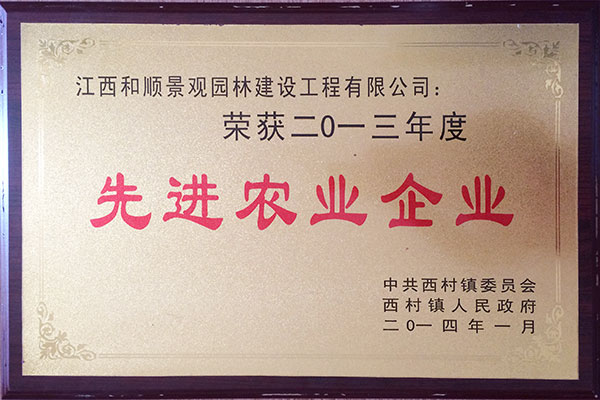 江西和顺景观园林建设工程有限公司：
荣获二0一三年度
先进农业企业
中共西村镇委员会
西村镇人民政府
二0一四年一月